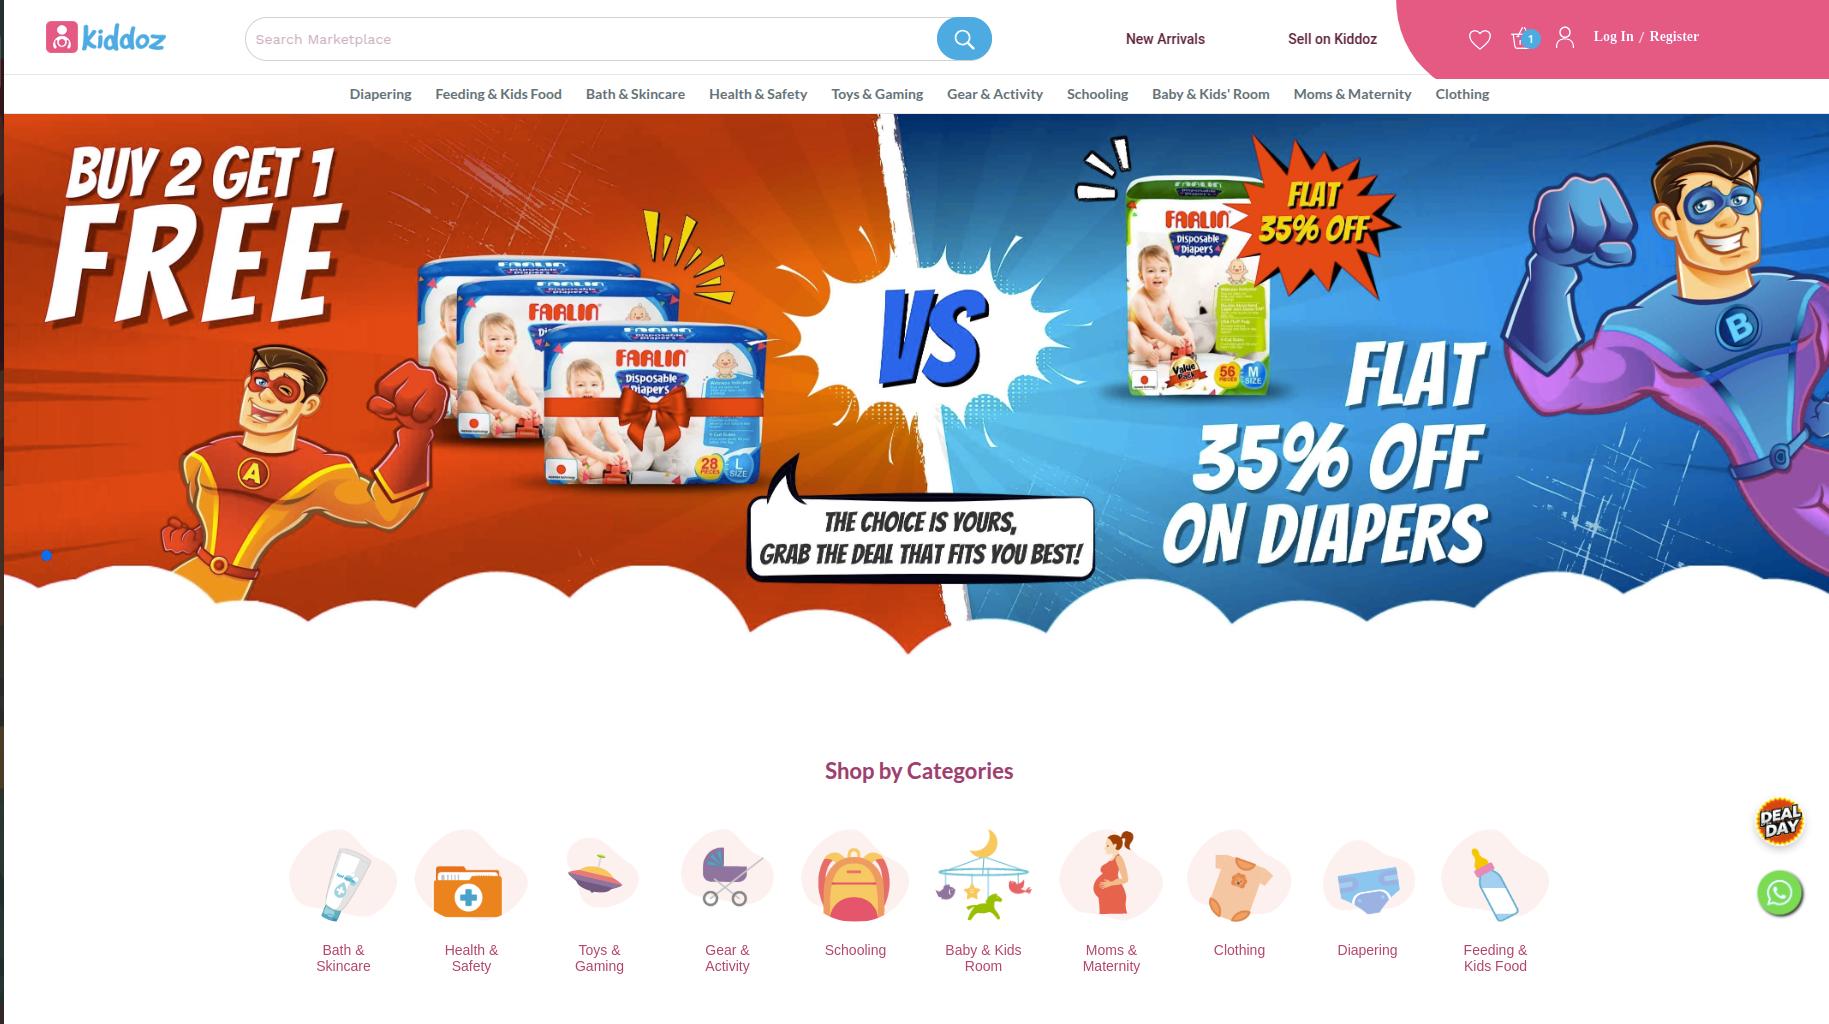 kiddoz
Search Marketplace
New Arrivals
Sell on Kiddoz
1
Log In / Register
Diapering
Feeding & Kids Food
Bath & Skincare
Health & Safety
Toys & Gaming
Gear & Activity
Schooling
Baby & Kids' Room
Moms & Maternity
Clothing
BUY 2 GET 1
FREE
A
FARLIN
FARLIN
Disposable
Diapers
28
PIECES
L
SIZE
VS
THE CHOICE IS YOURS,
GRAB THE DEAL THAT FITS YOU BEST!
FARLIN
Disposable
Diapers
Value
Pack
56
PIECES
M
SIZE
FLAT
35% OFF
FLAT
35% OFF
ON DIAPERS
B
Shop by Categories
Bath &
Skincare
Health &
Safety
Toys &
Gaming
Gear &
Activity
Schooling
Baby & Kids
Room
Moms &
Maternity
Clothing
Diapering
Feeding &
Kids Food
DEAL
DAY